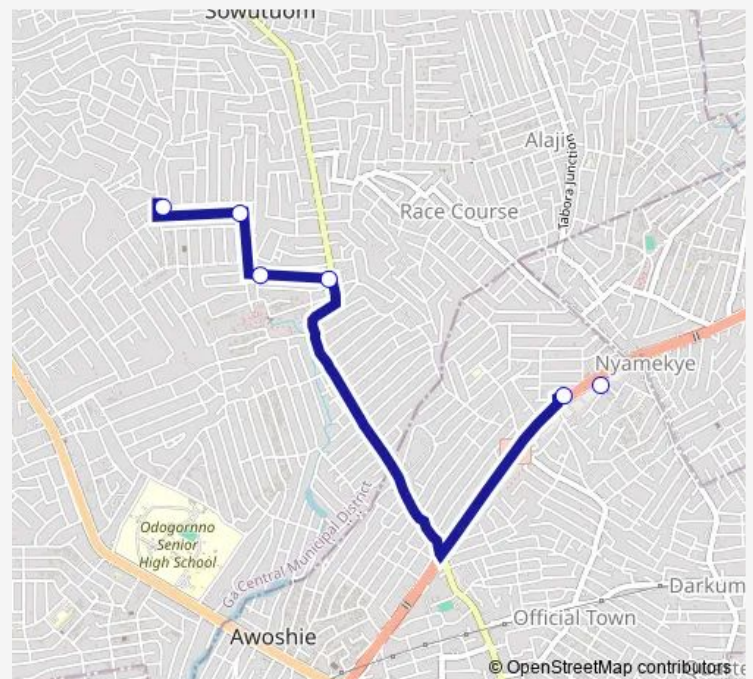 Sowutuom
Alaji
Tabora Junction
Race Course
Nyamekye
Odogornno
Senior
High School
Ga Central Municipal District
Darkum
Official Town
Awoshie
© OpenStreetMap contributors